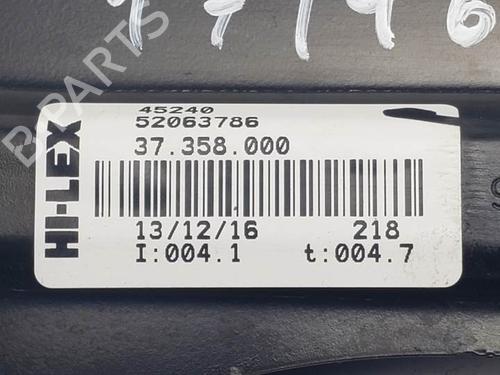 45240
52063786
37.358.000
HI-LEX
13/12/16 218
I:004.1 t:004.7
B-PARTS